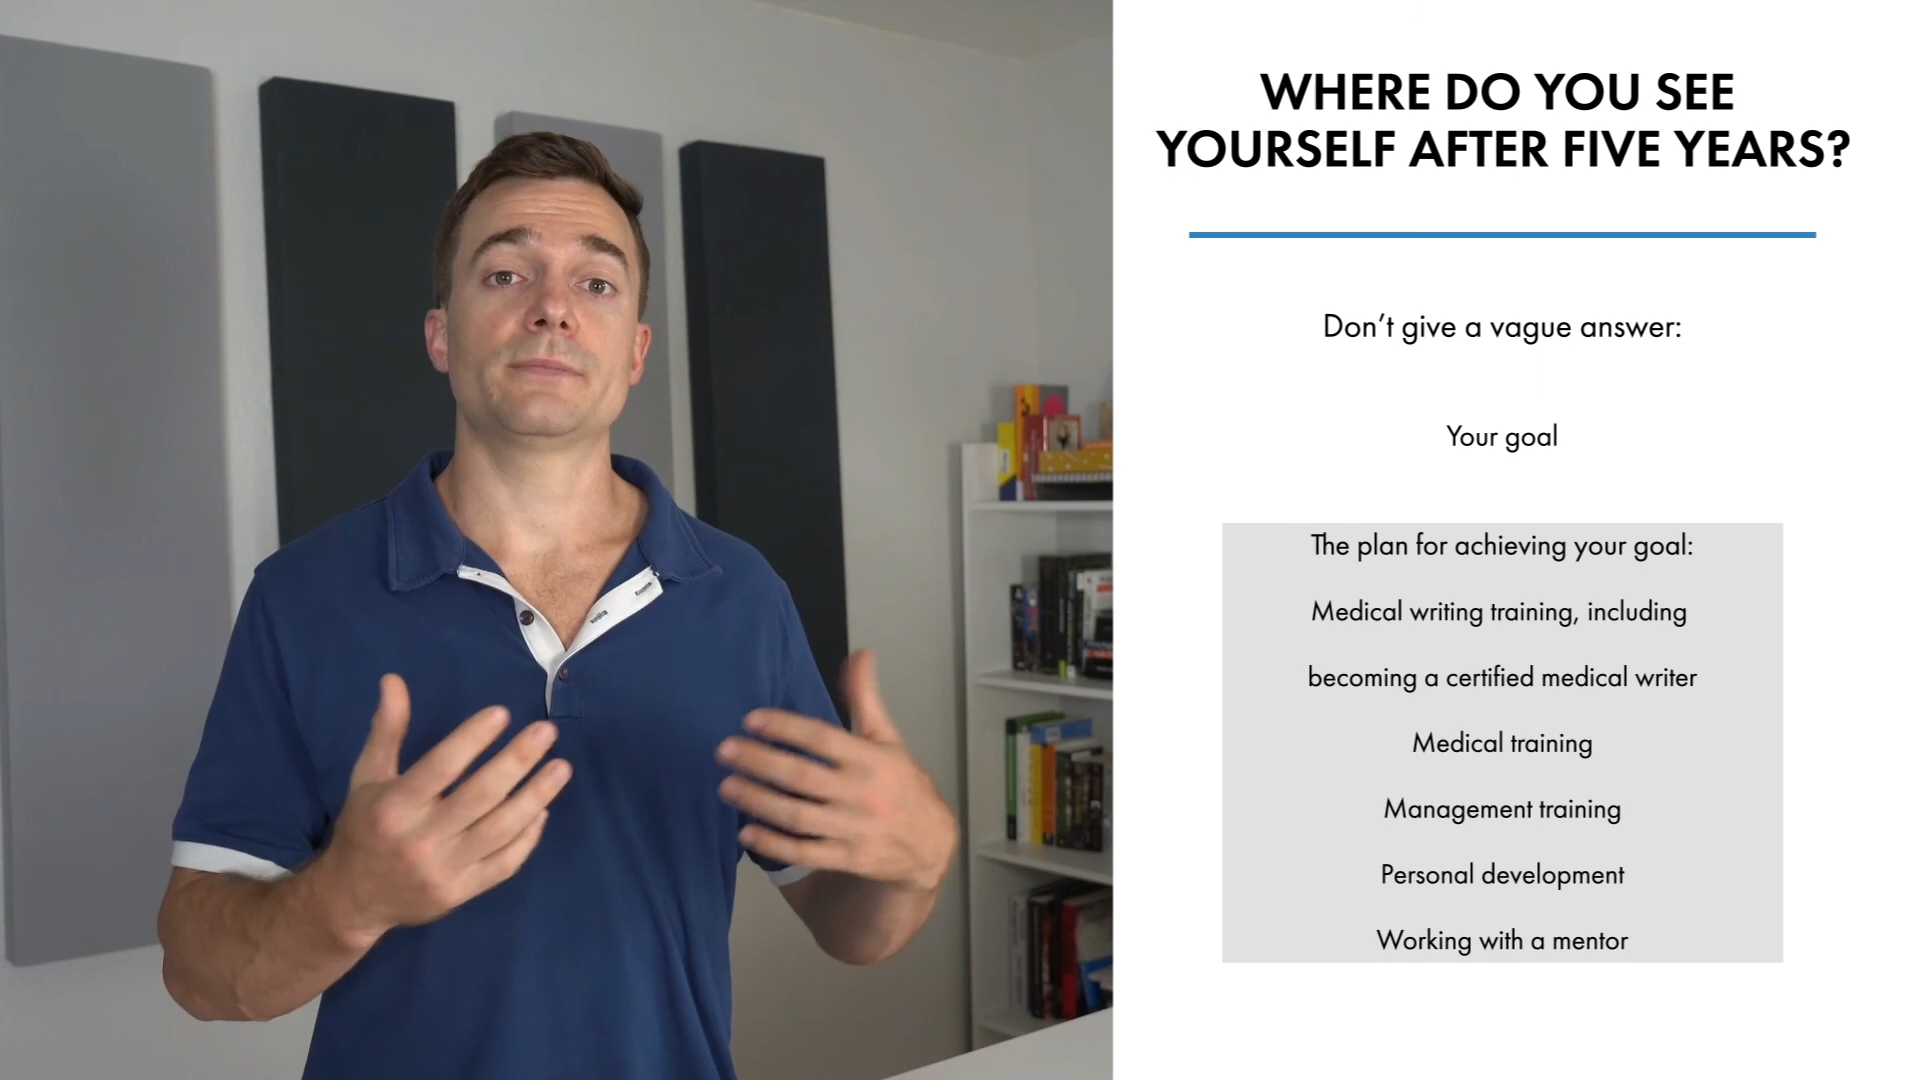 WHERE DO YOU SEE
YOURSELF AFTER FIVE YEARS?
Don’t give a vague answer:
Your goal
The plan for achieving your goal:
Medical writing training, including
becoming a certified medical writer
Medical training
Management training
Personal development
Working with a mentor